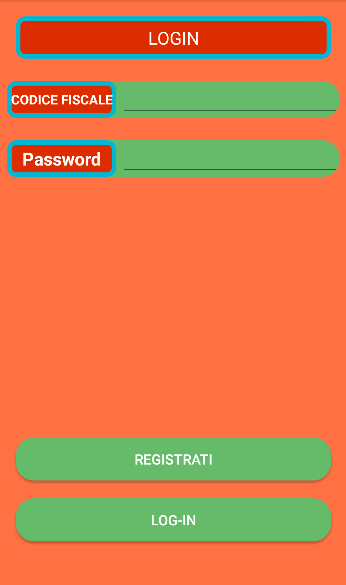 LOGIN
CODICE FISCALE
Password
REGISTRATI
LOG-IN